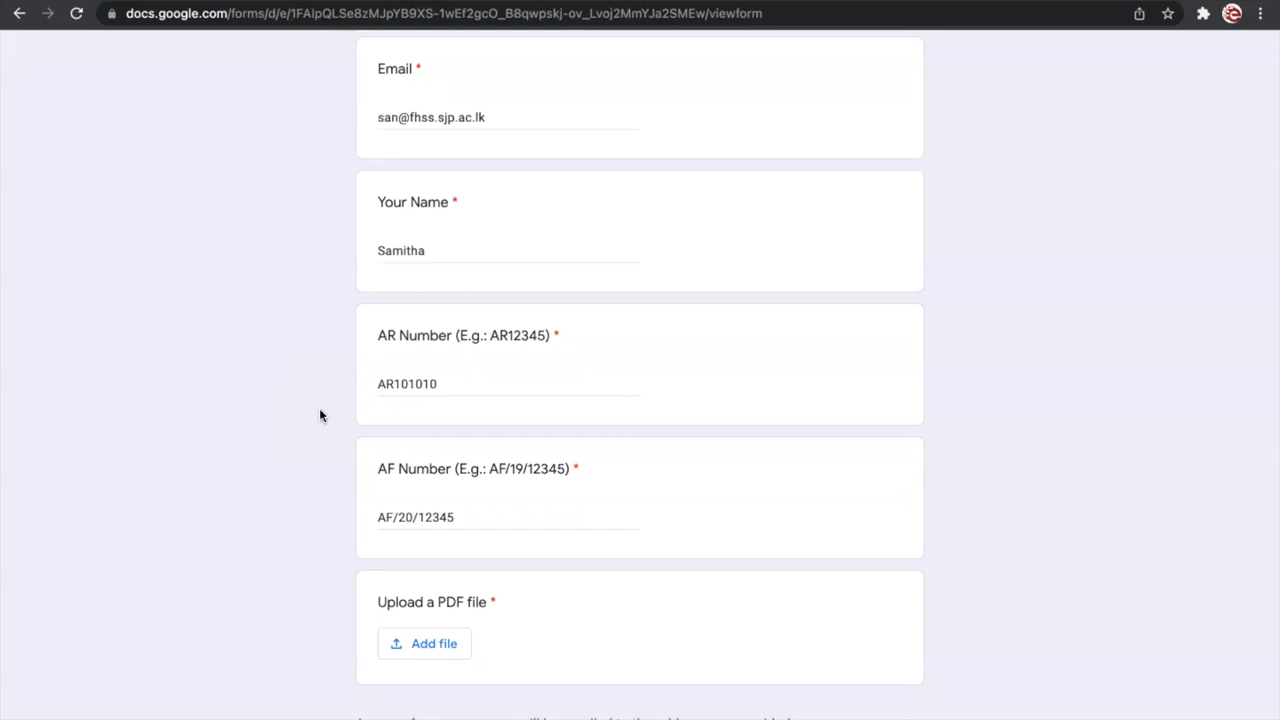 docs.google.com/forms/d/e/1FAIpQLSe8zMJpYB9XS-1wEf2gcO_B8qwpskj-ov_Lvoj2MmYJa2SMEw/viewform
Email *
san@fhss.sjp.ac.lk
Your Name *
Samitha
AR Number (E.g.: AR12345) *
AR101010
AF Number (E.g.: AF/19/12345) *
AF/20/12345
Upload a PDF file *
Add file